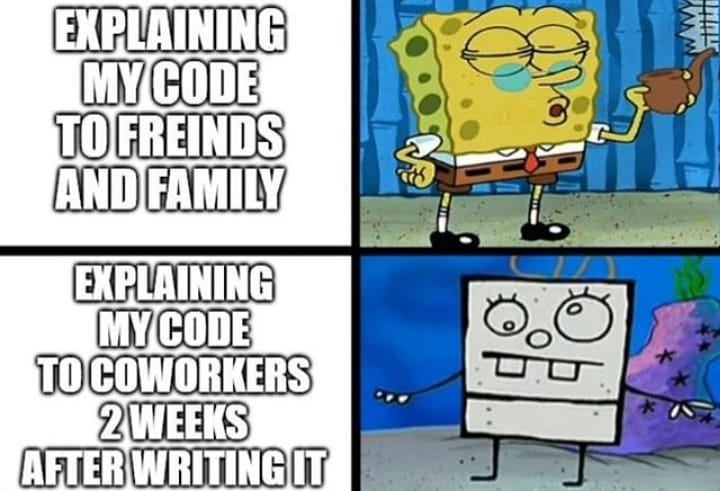 EXPLAINING
MY CODE
TO FREINDS
AND FAMILY
EXPLAINING
MY CODE
TO COWORKERS
2 WEEKS
AFTER WRITING IT